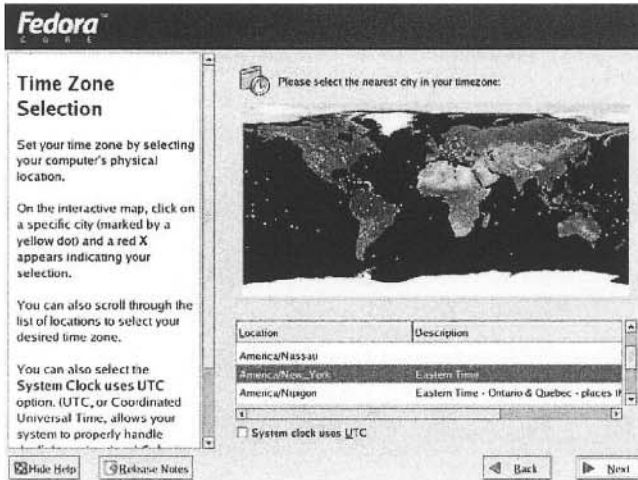 Fedora™
CORE
Time Zone
Selection
Set your time zone by selecting
your computer's physical
location.
On the interactive map, click on
a specific city (marked by a
yellow dot) and a red X
appears indicating your
selection.
You can also scroll through the
list of locations to select your
desired time zone.
You can also select the
System Clock uses UTC
option. (UTC, or Coordinated
Universal Time, allows your
system to properly handle
Please select the nearest city in your timezone:
Location Description
America/Nassau
America/New_York Eastern Time
America/Nipigon Eastern Time - Ontario & Quebec - places
System clock uses UTC
Hide Help
Release Notes
Back
Next